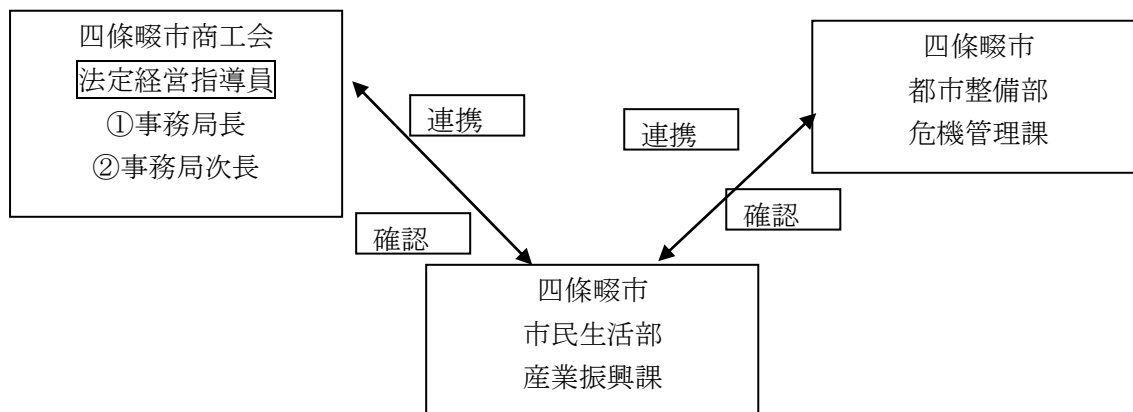 四條畷市商工会
法定経営指導員
①事務局長
②事務局次長
連携
確認
連携
確認
四條畷市
都市整備部
危機管理課
四條畷市
市民生活部
産業振興課